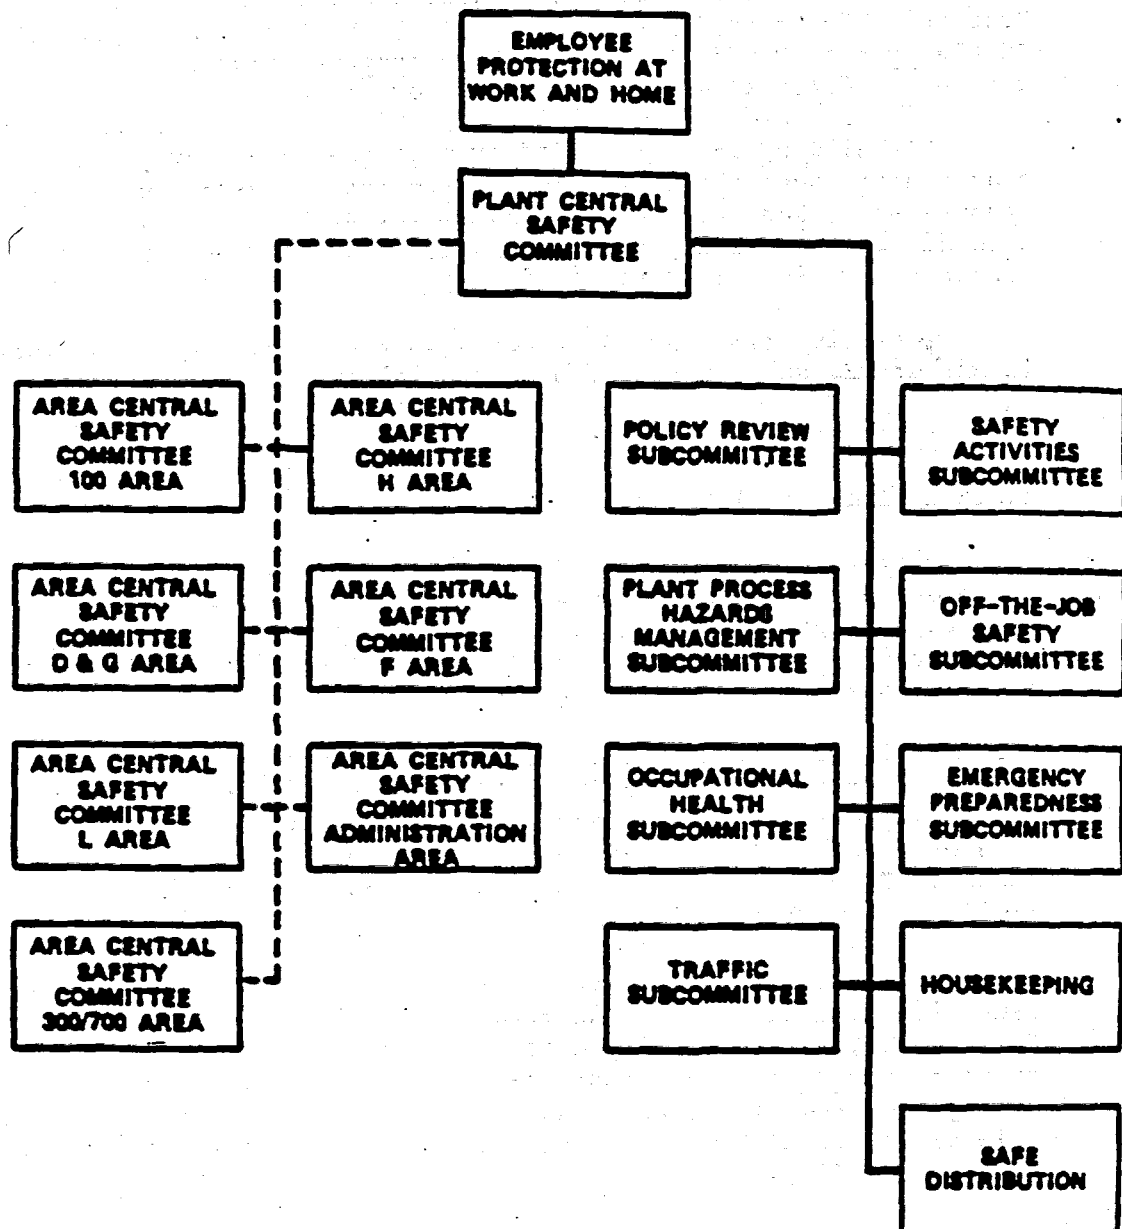 EMPLOYEE
PROTECTION AT
WORK AND HOME
PLANT CENTRAL
SAFETY
COMMITTEE
AREA CENTRAL
SAFETY
COMMITTEE
100 AREA
AREA CENTRAL
SAFETY
COMMITTEE
H AREA
POLICY REVIEW
SUBCOMMITTEE
SAFETY
ACTIVITIES
SUBCOMMITTEE
AREA CENTRAL
SAFETY
COMMITTEE
D & G AREA
AREA CENTRAL
SAFETY
COMMITTEE
F AREA
PLANT PROCESS
HAZARDS
MANAGEMENT
SUBCOMMITTEE
OFF-THE-JOB
SAFETY
SUBCOMMITTEE
AREA CENTRAL
SAFETY
COMMITTEE
L AREA
AREA CENTRAL
SAFETY
COMMITTEE
ADMINISTRATION
AREA
OCCUPATIONAL
HEALTH
SUBCOMMITTEE
EMERGENCY
PREPAREDNESS
SUBCOMMITTEE
AREA CENTRAL
SAFETY
COMMITTEE
300/700 AREA
TRAFFIC
SUBCOMMITTEE
HOUSEKEEPING
SAFE
DISTRIBUTION